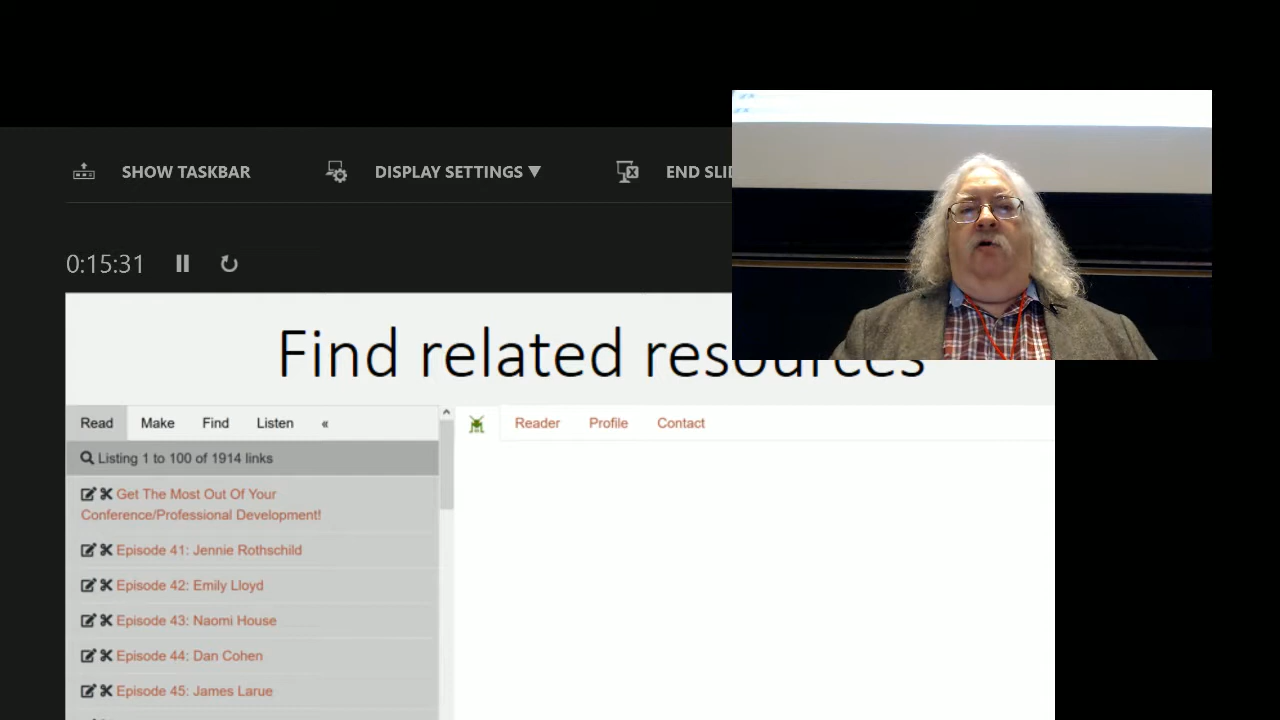 SHOW TASKBAR
DISPLAY SETTINGS ▼
END SLI
0:15:31
Find related resources
Read
Make
Find
Listen
«
Reader
Profile
Contact
Listing 1 to 100 of 1914 links
Get The Most Out Of Your
Conference/Professional Development!
Episode 41: Jennie Rothschild
Episode 42: Emily Lloyd
Episode 43: Naomi House
Episode 44: Dan Cohen
Episode 45: James Larue